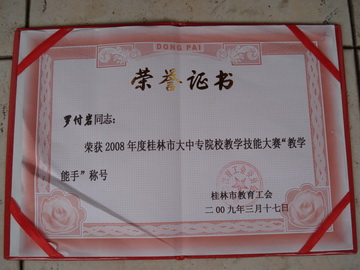 DONG PAI
荣誉证书
罗付岩同志：
荣获2008年度桂林市大中专院校教学技能大赛“教学
能手”称号
桂林市教育工会
二00九年三月十七日